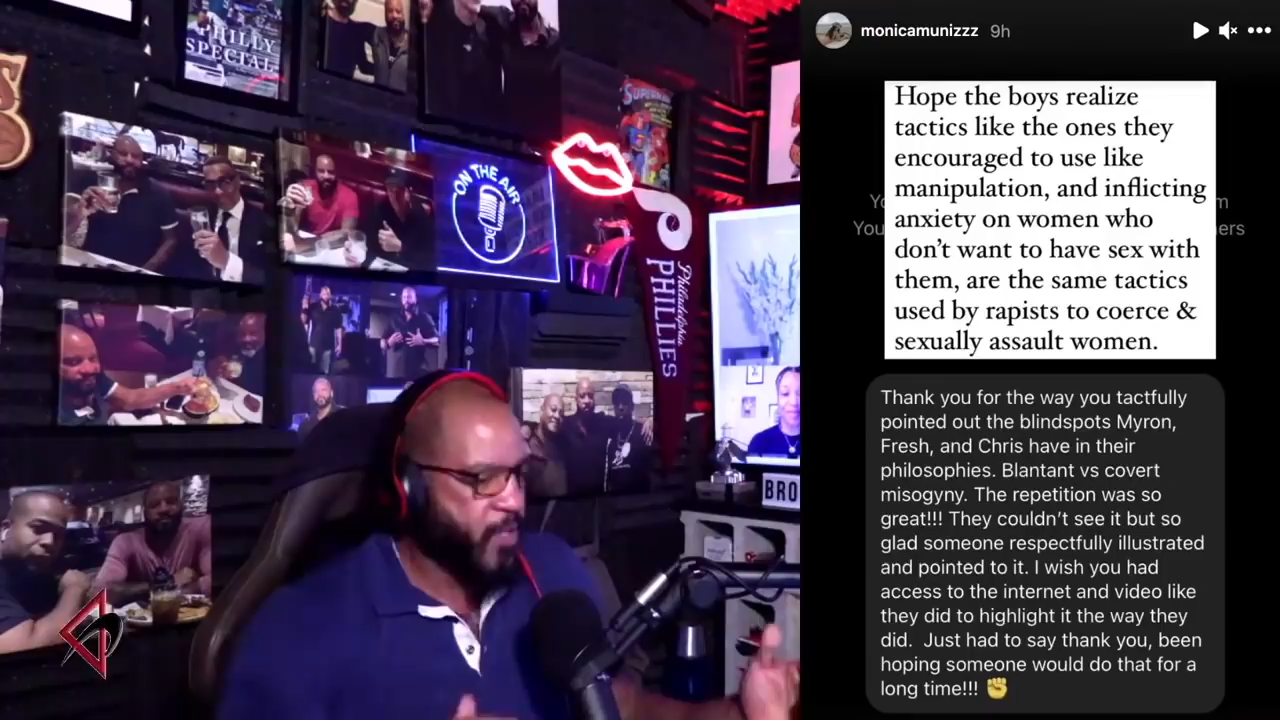 PHILLY
SPECIAL
SUPERMAN
ON THE AIR
Philadelphia
PHILLIES
BRO
monicamunizzz 9h
Hope the boys realize
tactics like the ones they
encouraged to use like
manipulation, and inflicting
anxiety on women who
don't want to have sex with
them, are the same tactics
used by rapists to coerce &
sexually assault women.
Thank you for the way you tactfully
pointed out the blindspots Myron,
Fresh, and Chris have in their
philosophies. Blantant vs covert
misogyny. The repetition was so
great!!! They couldn't see it but so
glad someone respectfully illustrated
and pointed to it. I wish you had
access to the internet and video like
they did to highlight it the way they
did. Just had to say thank you, been
hoping someone would do that for a
long time!!! ✊